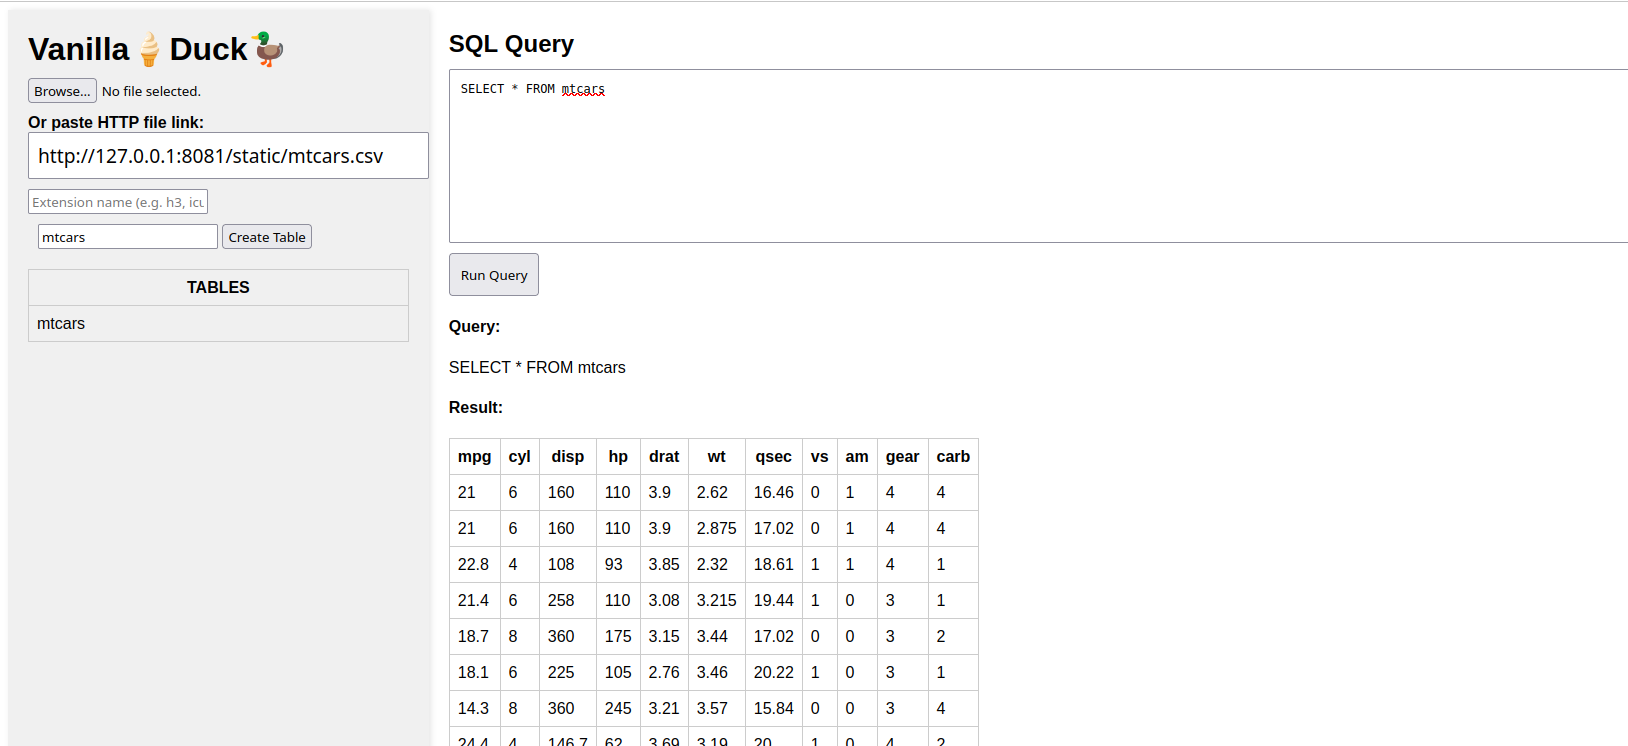 Vanilla🍦Duck🦆
Browse... No file selected.
Or paste HTTP file link:
http://127.0.0.1:8081/static/mtcars.csv
Extension name (e.g. h3, icu
mtcars Create Table
TABLES
mtcars
SQL Query
SELECT * FROM mtcars
Run Query
Query:
SELECT * FROM mtcars
Result:
mpg cyl disp hp drat wt qsec vs am gear carb
21 6 160 110 3.9 2.62 16.46 0 1 4 4
21 6 160 110 3.9 2.875 17.02 0 1 4 4
22.8 4 108 93 3.85 2.32 18.61 1 1 4 1
21.4 6 258 110 3.08 3.215 19.44 1 0 3 1
18.7 8 360 175 3.15 3.44 17.02 0 0 3 2
18.1 6 225 105 2.76 3.46 20.22 1 0 3 1
14.3 8 360 245 3.21 3.57 15.84 0 0 3 4
24.4 4 146.7 62 3.69 3.19 20 1 0 4 2